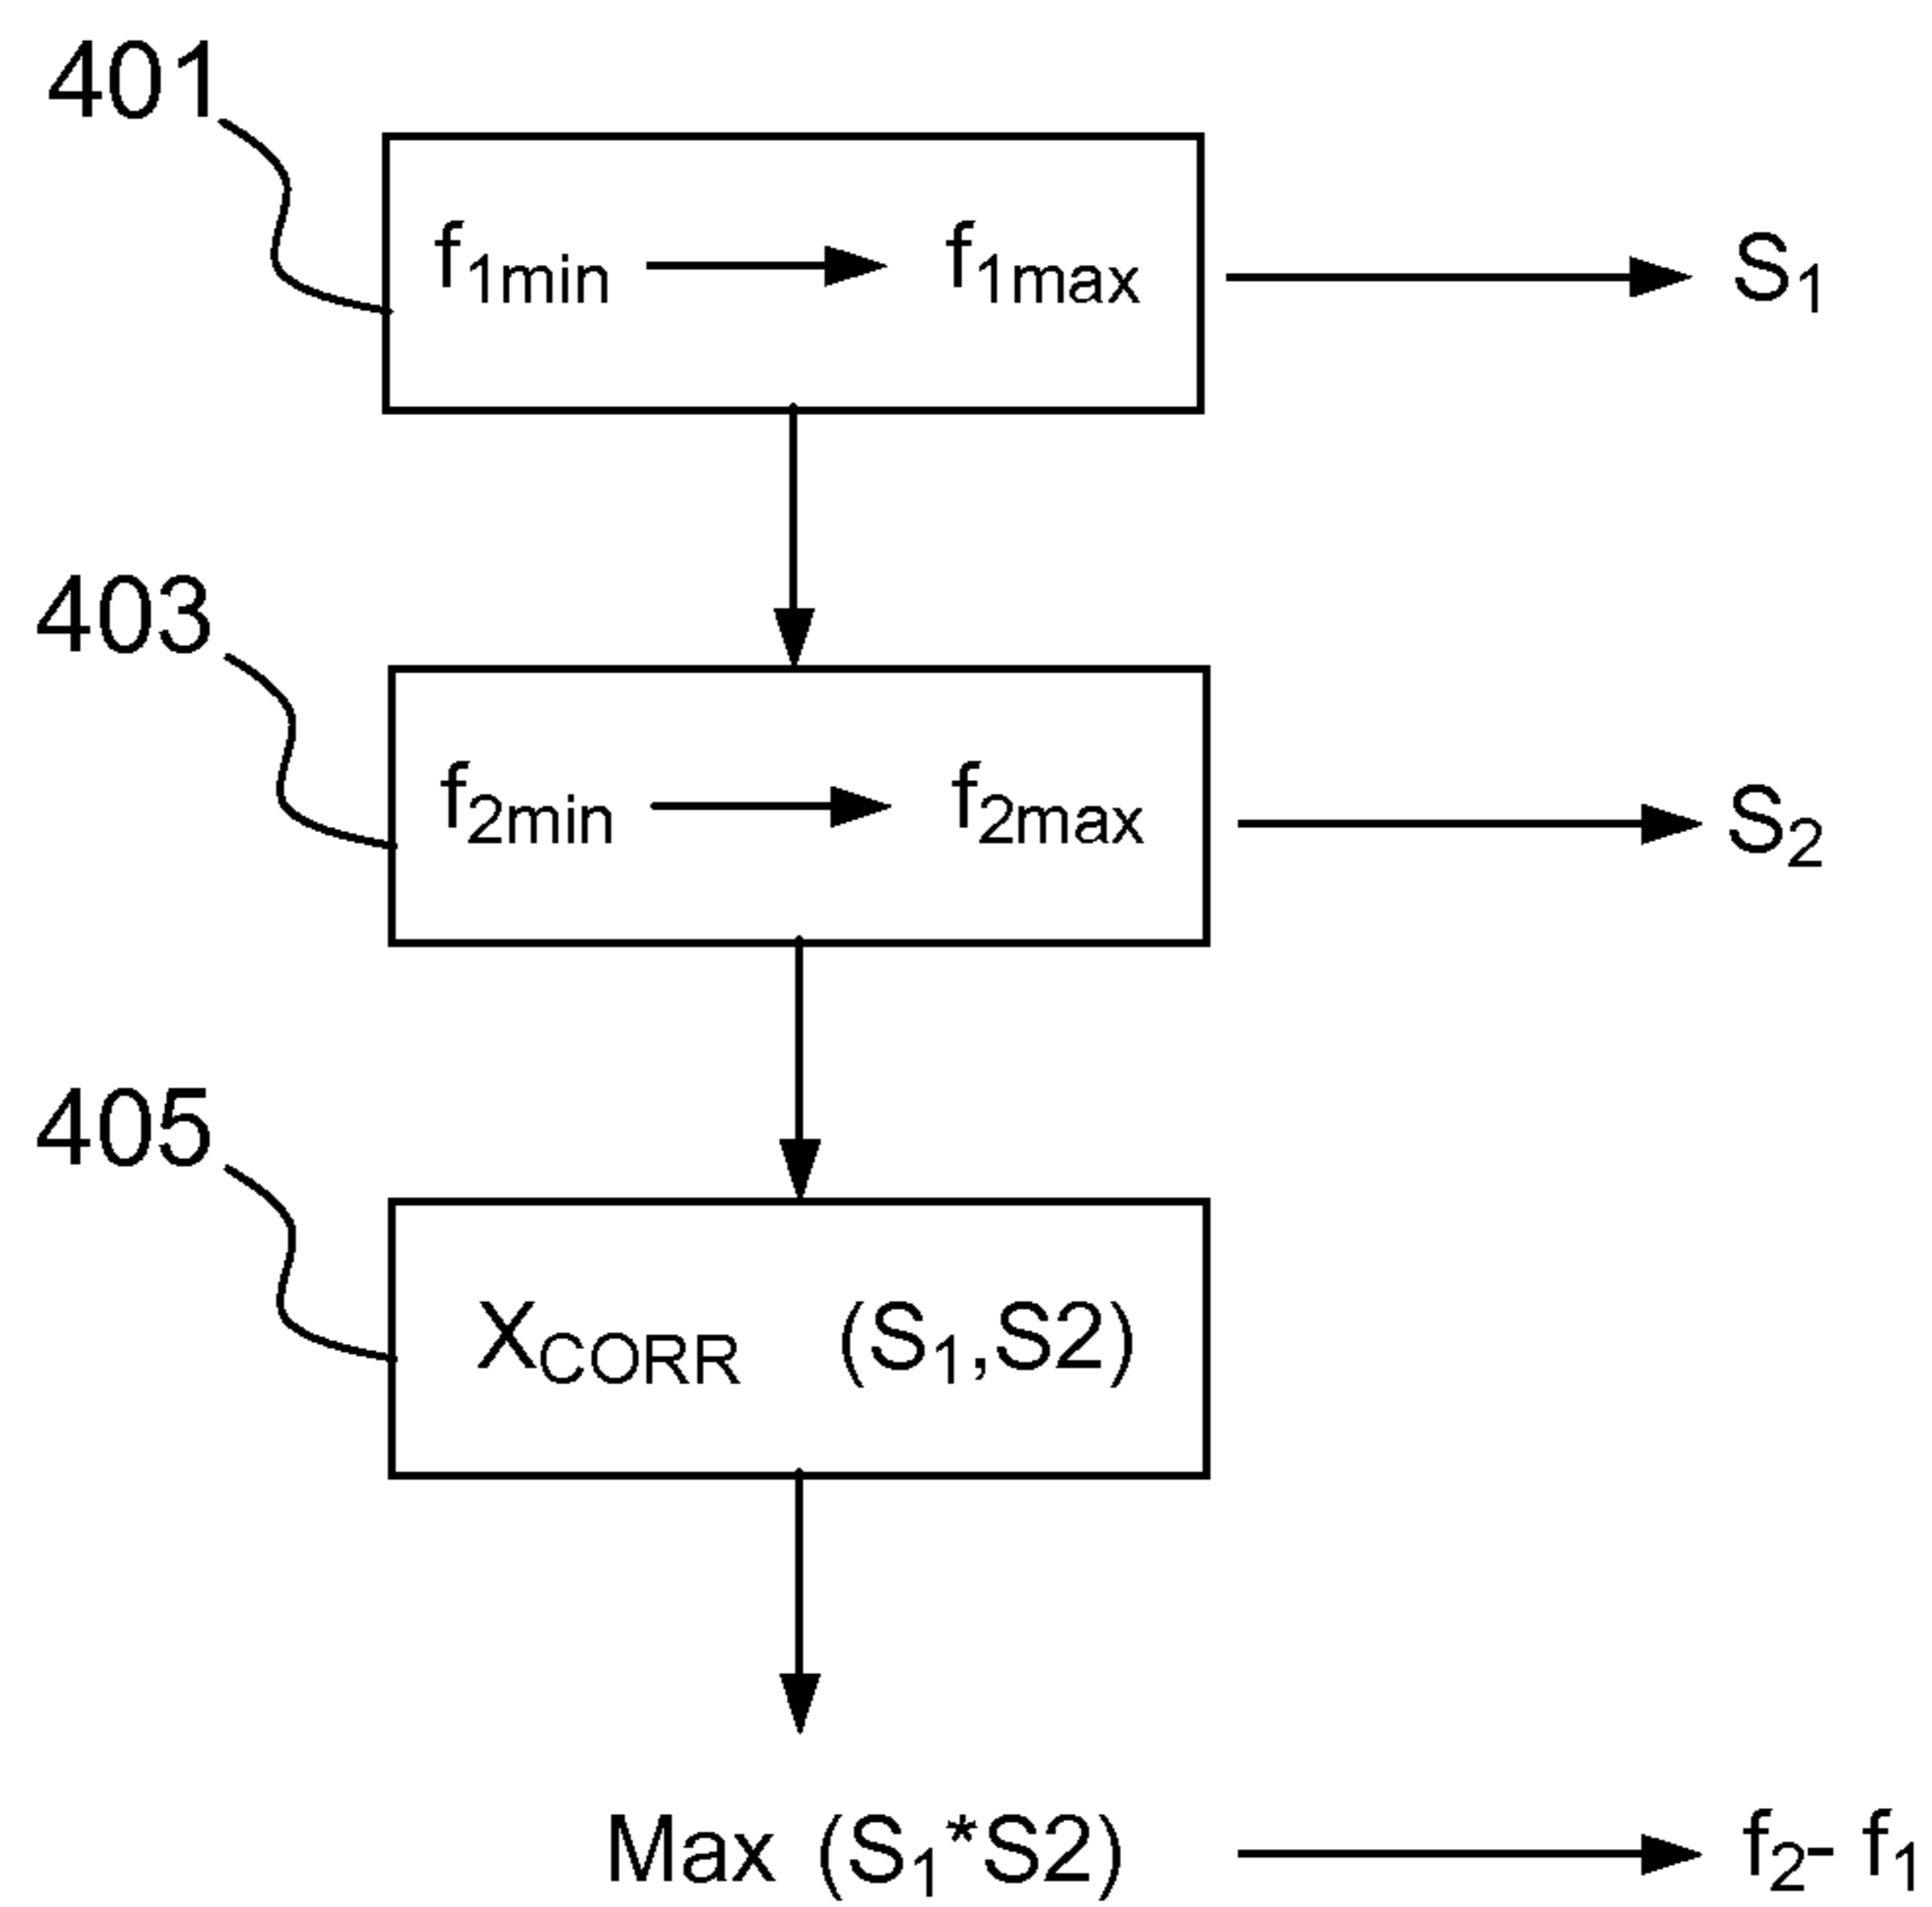 401
f1min → f1max → S1
403
f2min → f2max → S2
405
XCORR (S1,S2)
Max (S1*S2) → f2- f1